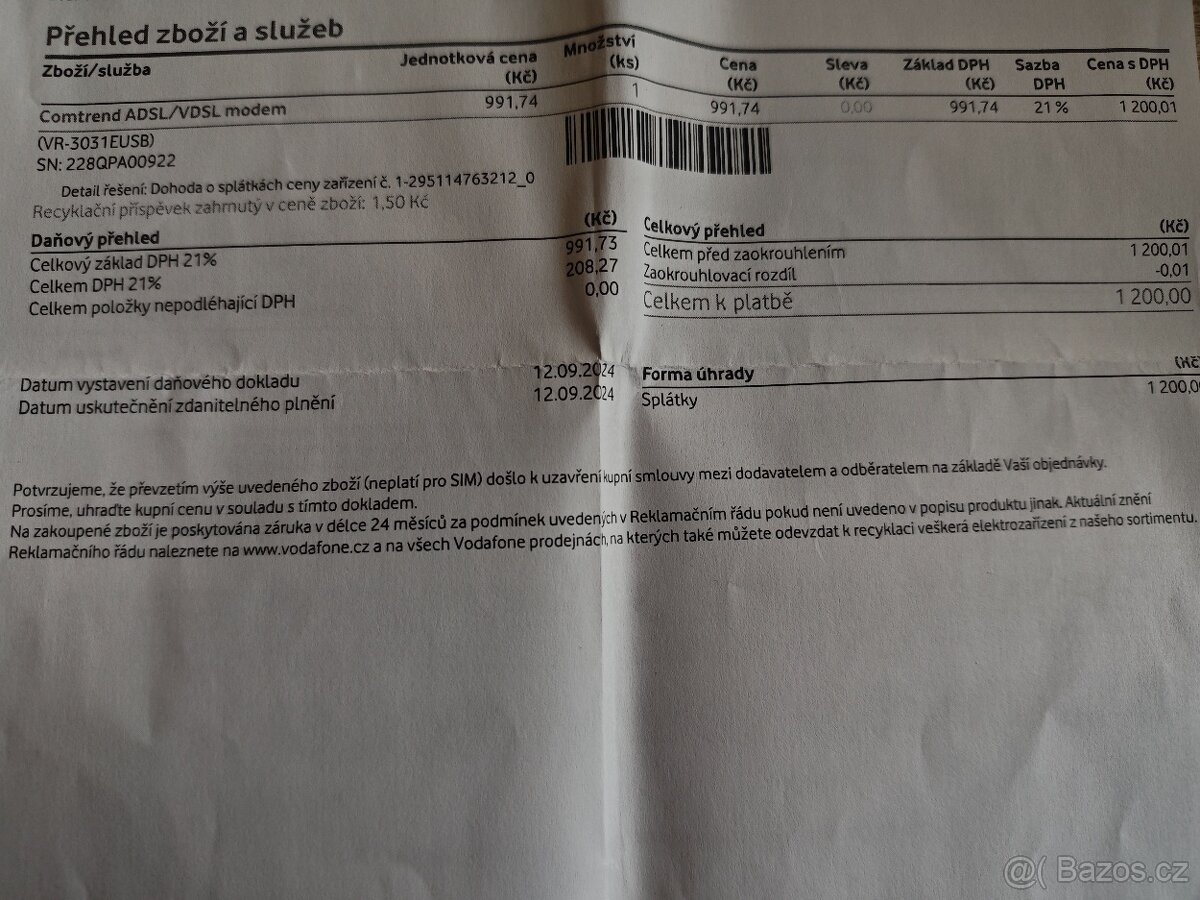 Přehled zboží a služeb
Zboží/služba Jednotková cena (Kč) Množství (ks) Cena (Kč) Sleva (Kč) Základ DPH (Kč) Sazba DPH Cena s DPH (Kč)
Comtrend ADSL/VDSL modem 991,74 1 991,74 0,00 991,74 21 % 1 200,01
(VR-3031EUSB)
SN: 228QPA00922
Detail řešení: Dohoda o splátkách ceny zařízení č. 1-295114763212_0
Recyklační příspěvek zahrnutý v ceně zboží: 1,50 Kč
Daňový přehled (Kč)
Celkový základ DPH 21% 991,73
Celkem DPH 21% 208,27
Celkem položky nepodléhající DPH 0,00
Celkový přehled (Kč)
Celkem před zaokrouhlením 1 200,01
Zaokrouhlovací rozdíl -0,01
Celkem k platbě 1 200,00
Datum vystavení daňového dokladu 12.09.2024
Datum uskutečnění zdanitelného plnění 12.09.2024
Forma úhrady (Kč
Splátky 1 200,0
Potvrzujeme, že převzetím výše uvedeného zboží (neplatí pro SIM) došlo k uzavření kupní smlouvy mezi dodavatelem a odběratelem na základě Vaší objednávky.
Prosíme, uhraďte kupní cenu v souladu s tímto dokladem.
Na zakoupené zboží je poskytována záruka v délce 24 měsíců za podmínek uvedených v Reklamačním řádu pokud není uvedeno v popisu produktu jinak. Aktuální znění
Reklamačního řádu naleznete na www.vodafone.cz a na všech Vodafone prodejnách, na kterých také můžete odevzdat k recyklaci veškerá elektrozařízení z našeho sortimentu.
@( Bazos.cz